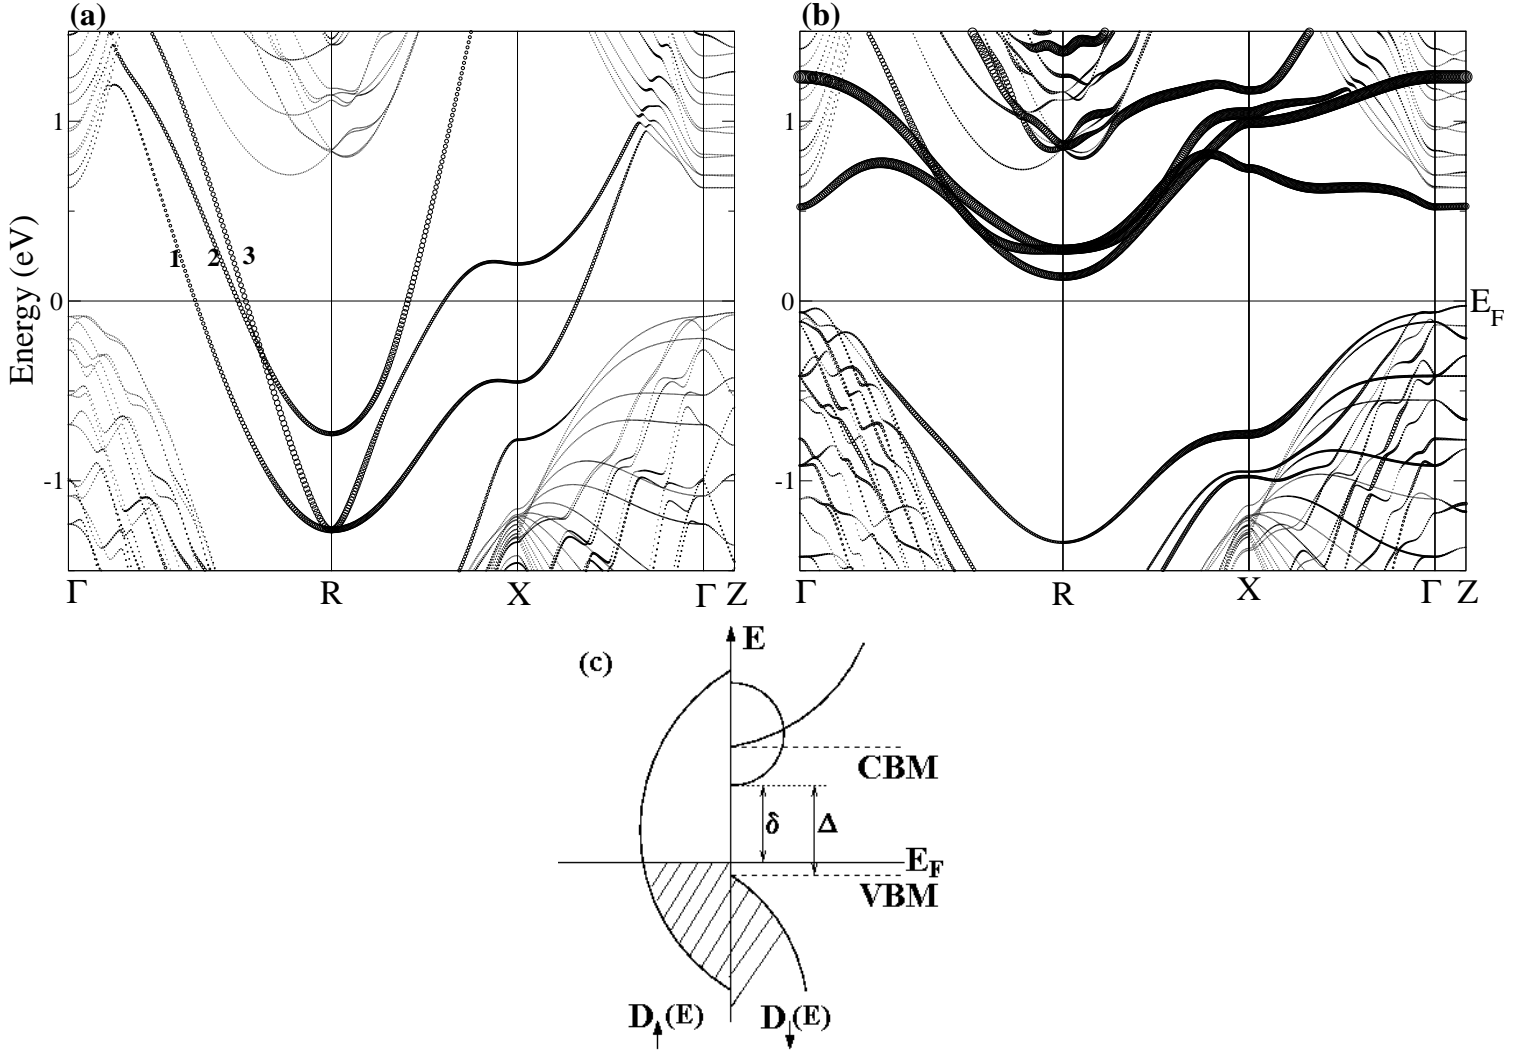 (a)
(b)
Energy (eV)
1
0
-1
1
2
3
Γ
R
X
Γ
Z
1
0
-1
E_F
Γ
R
X
Γ
Z
(c)
E
CBM
δ
Δ
E_F
VBM
D↑(E)
D↓(E)